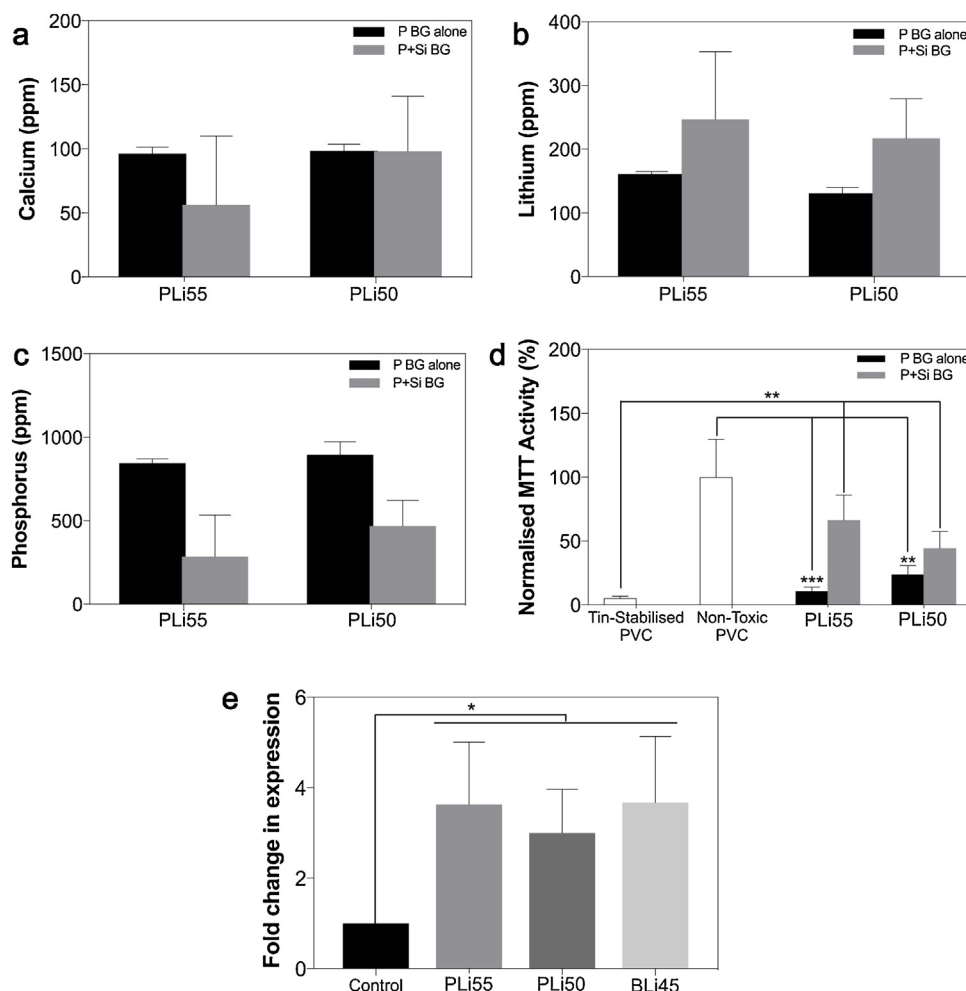 a
Calcium (ppm)
200
150
100
50
0
P BG alone
P+Si BG
PLi55
PLi50
b
Lithium (ppm)
400
300
200
100
0
P BG alone
P+Si BG
PLi55
PLi50
c
Phosphorus (ppm)
1500
1000
500
0
P BG alone
P+Si BG
PLi55
PLi50
d
Normalised MTT Activity (%)
200
150
100
50
0
P BG alone
P+Si BG
**
***
**
Tin-Stabilised
PVC
Non-Toxic
PVC
PLi55
PLi50
e
Fold change in expression
6
4
2
0
*
Control
PLi55
PLi50
BLi45